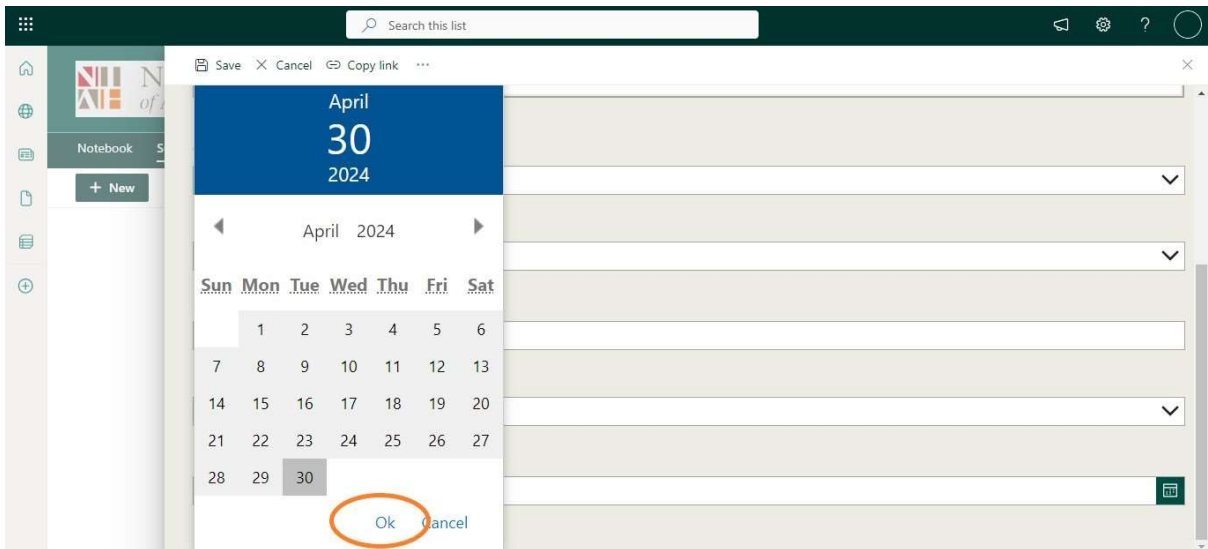 Search this list
?
Save Cancel Copy link ...
N
of
Notebook S
+ New
April
30
2024
April 2024
Sun Mon Tue Wed Thu Fri Sat
1 2 3 4 5 6
7 8 9 10 11 12 13
14 15 16 17 18 19 20
21 22 23 24 25 26 27
28 29 30
Ok Cancel